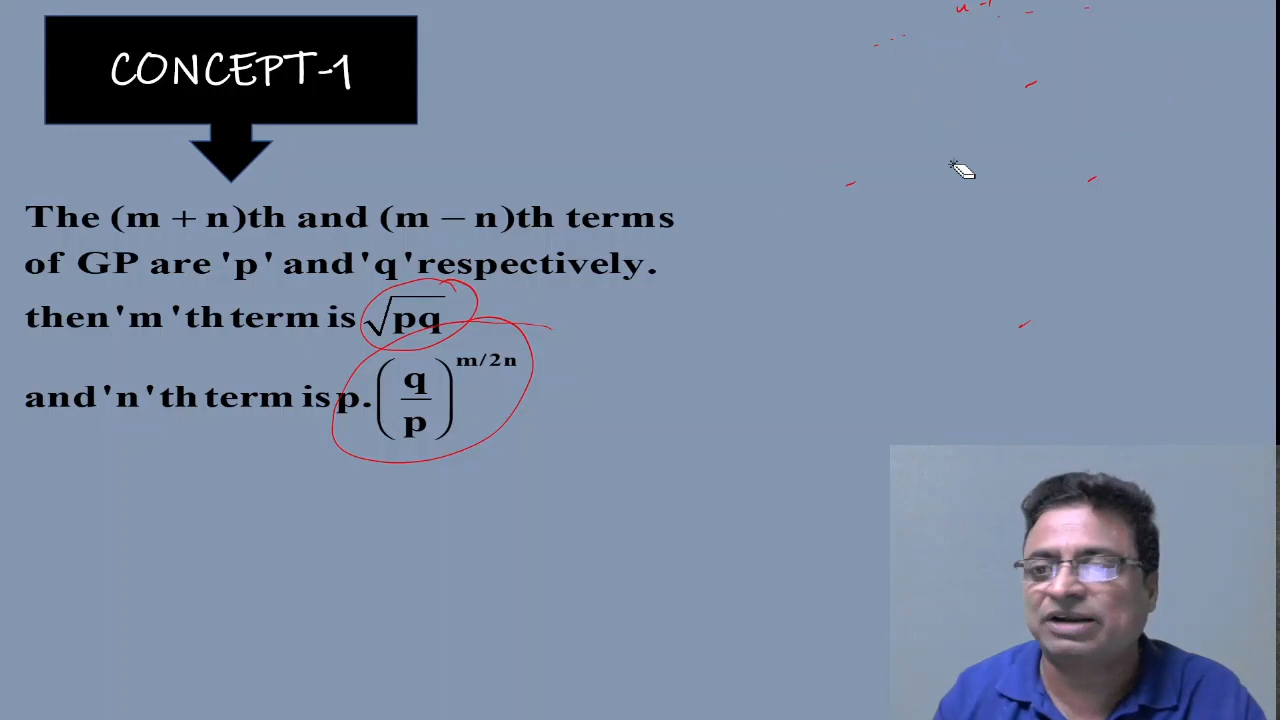 CONCEPT-1
The (m + n)th and (m − n)th terms
of GP are 'p' and 'q' respectively.
then 'm' th term is √pq
and 'n' th term is p. (q/p)^m/2n